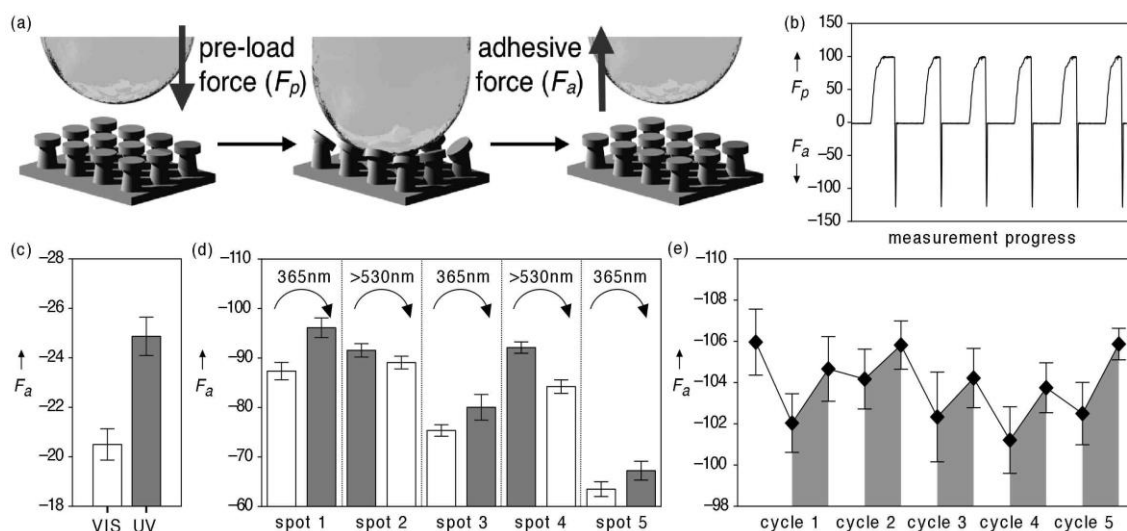 (a)
pre-load
force (Fp)
adhesive
force (Fa)
(b)
150
100
50
0
−50
−100
−150
Fp
Fa
measurement progress
(c)
−28
−26
−24
−22
−20
−18
Fa
VIS UV
(d)
−110
−100
−90
−80
−70
−60
Fa
365nm >530nm 365nm >530nm 365nm
spot 1 spot 2 spot 3 spot 4 spot 5
(e)
−110
−108
−106
−104
−102
−100
−98
Fa
cycle 1 cycle 2 cycle 3 cycle 4 cycle 5